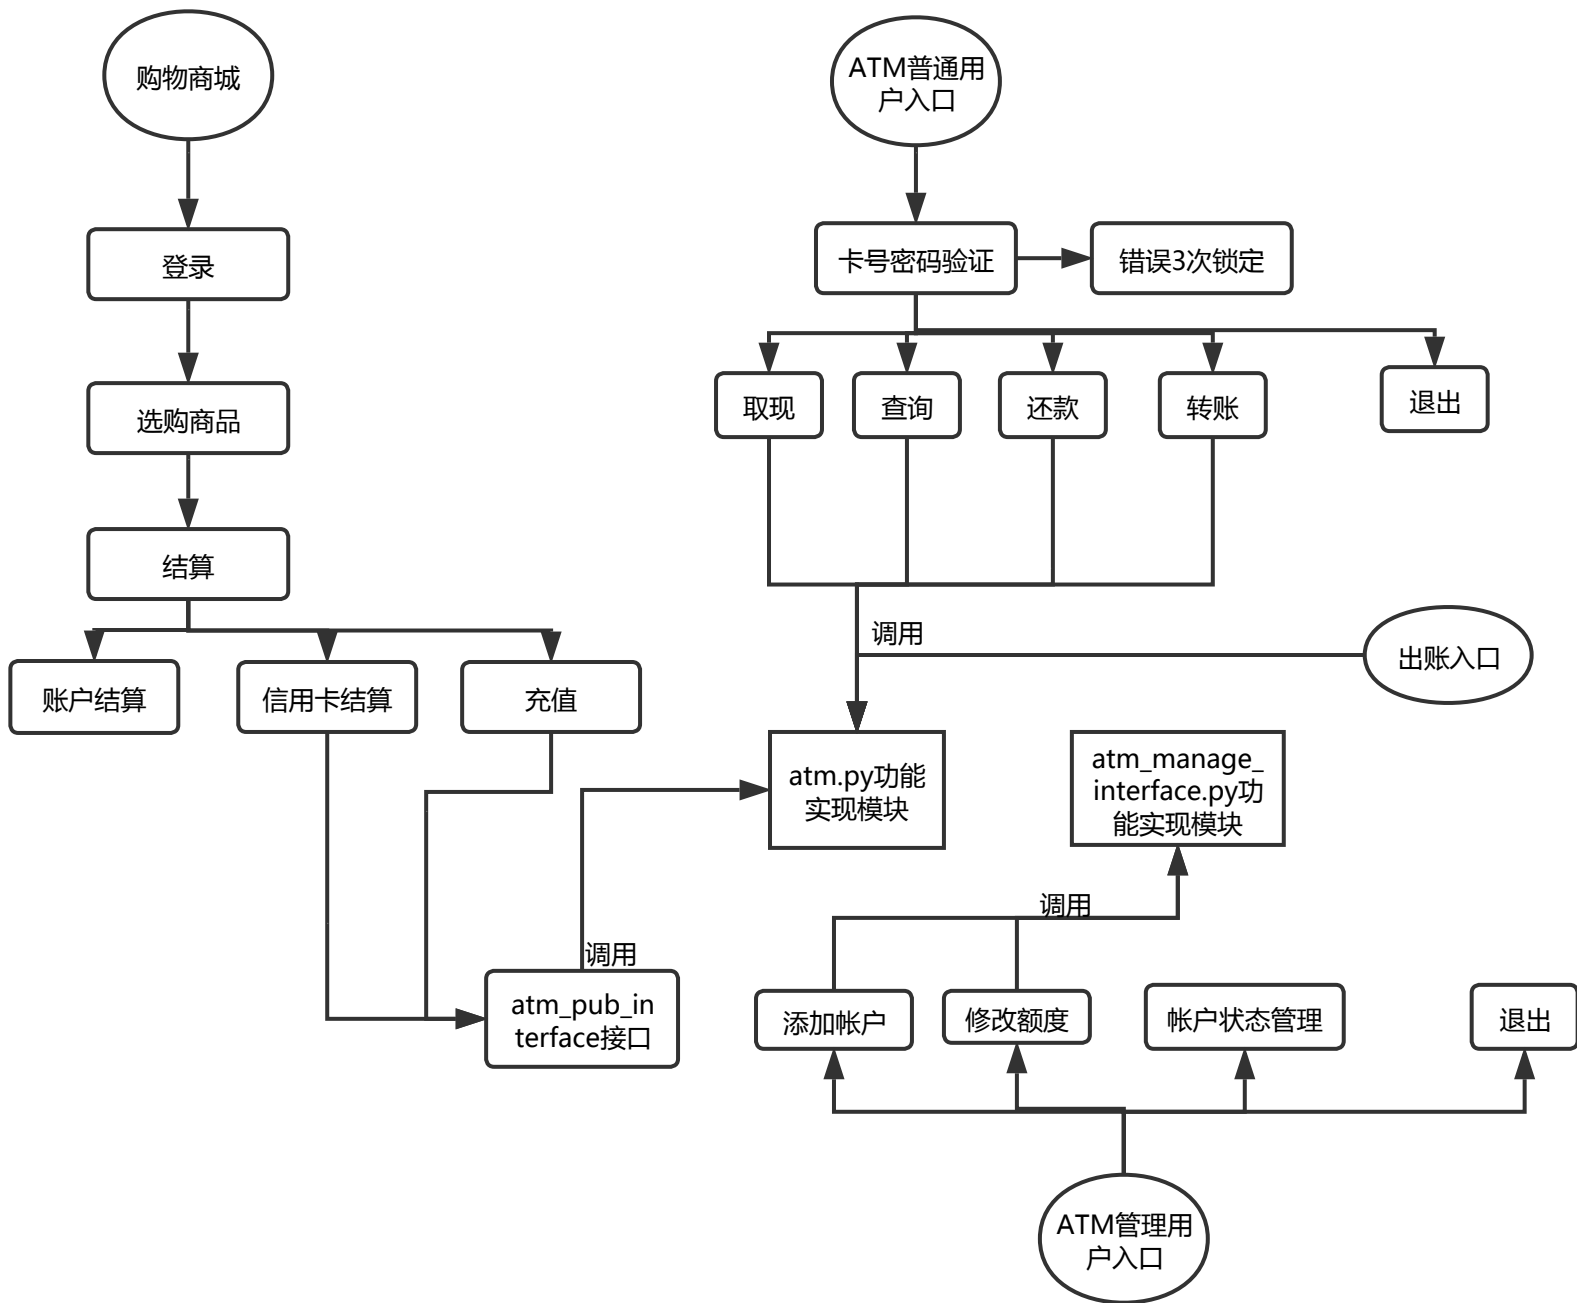 购物商城
ATM普通用
户入口
登录
卡号密码验证
错误3次锁定
选购商品
取现
查询
还款
转账
退出
结算
调用
出账入口
账户结算
信用卡结算
充值
atm.py功能
实现模块
atm_manage_
interface.py功
能实现模块
调用
调用
atm_pub_in
terface接口
添加帐户
修改额度
帐户状态管理
退出
ATM管理用
户入口